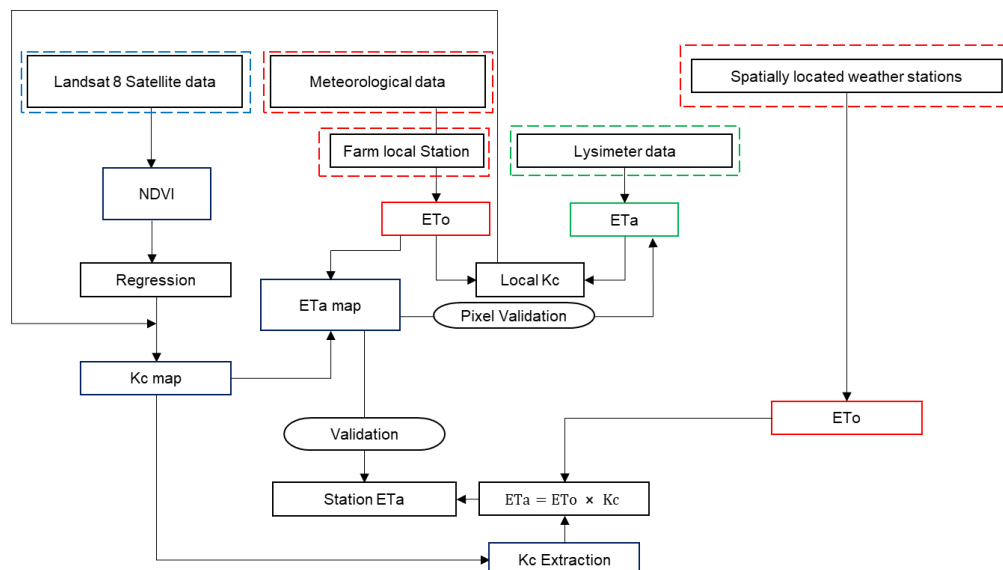 Landsat 8 Satellite data
Meteorological data
Spatially located weather stations
Farm local Station
Lysimeter data
NDVI
ETo
ETa
Regression
Local Kc
ETa map
Pixel Validation
Kc map
ETo
Validation
Station ETa
ETa = ETo × Kc
Kc Extraction